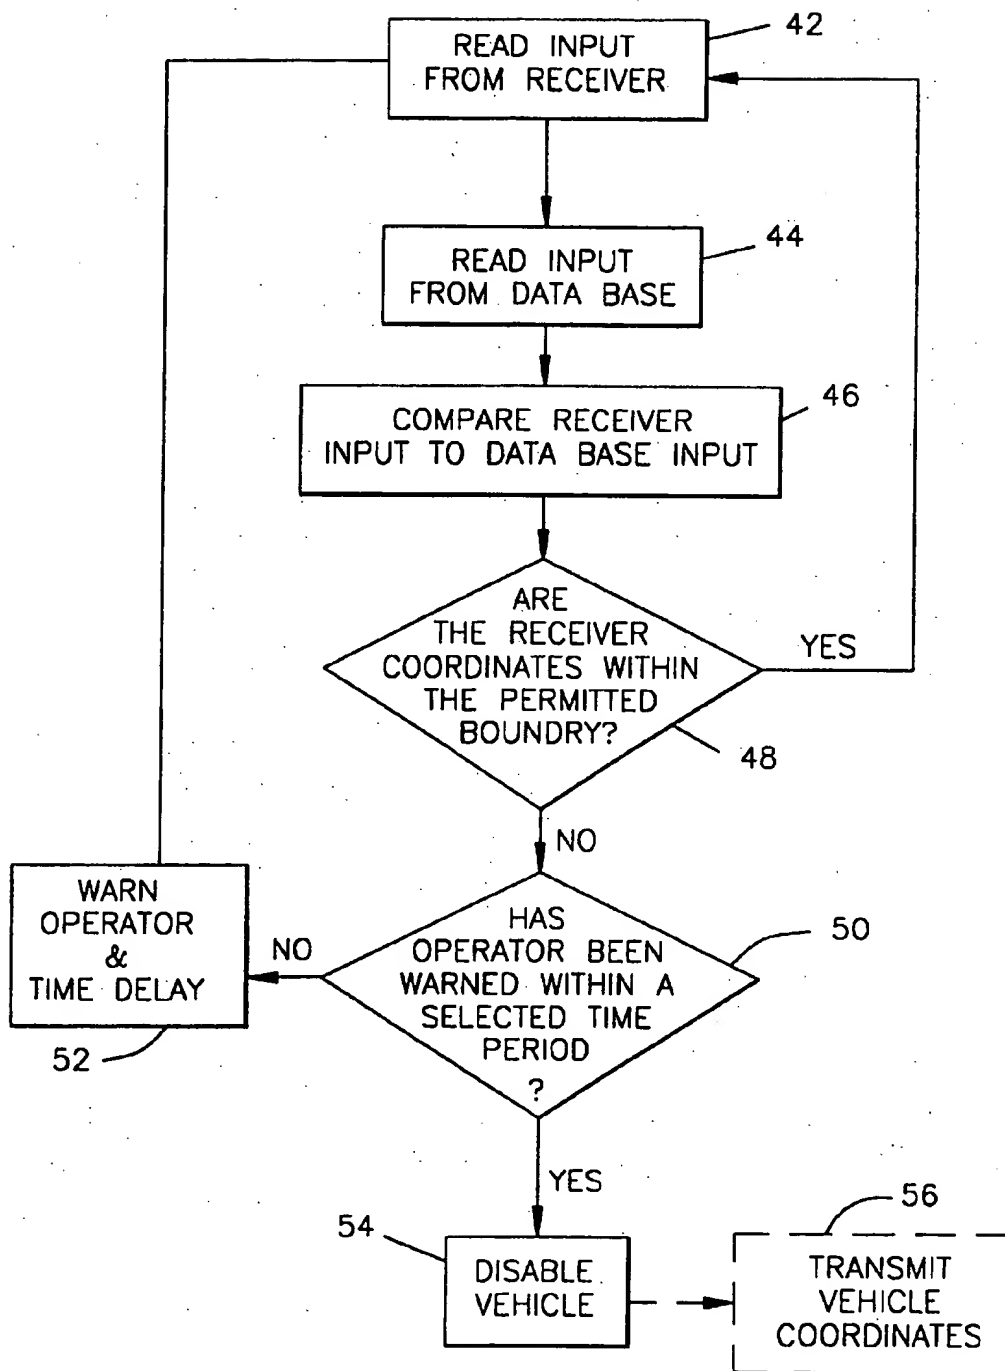 42
READ INPUT
FROM RECEIVER
44
READ INPUT
FROM DATA BASE
46
COMPARE RECEIVER
INPUT TO DATA BASE INPUT
ARE
THE RECEIVER
COORDINATES WITHIN
THE PERMITTED
BOUNDRY?
YES
48
NO
WARN
OPERATOR
&
TIME DELAY
52
NO
HAS
OPERATOR BEEN
WARNED WITHIN A
SELECTED TIME
PERIOD
?
50
YES
54
DISABLE
VEHICLE
56
TRANSMIT
VEHICLE
COORDINATES